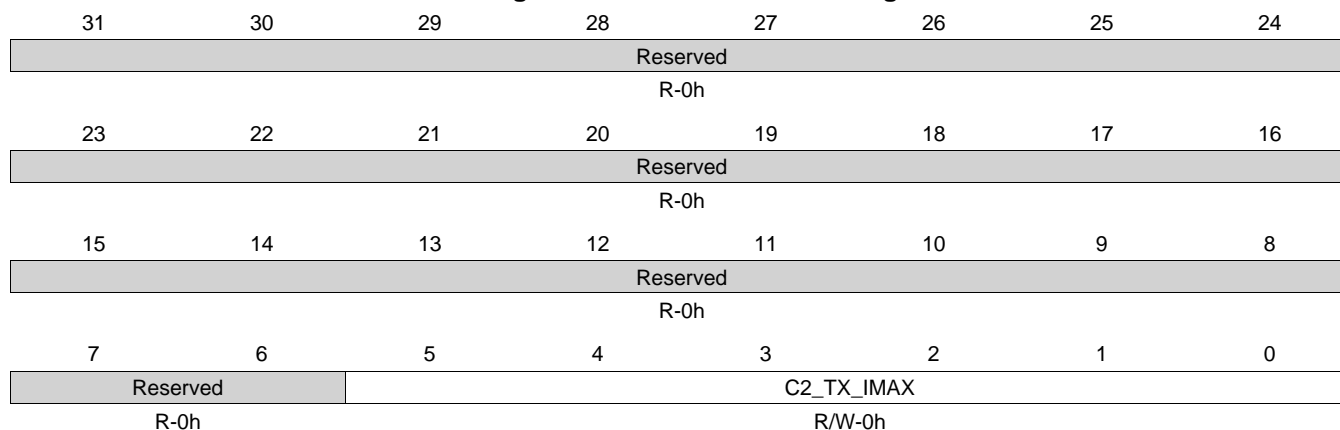 31 30 29 28 27 26 25 24
Reserved
R-0h
23 22 21 20 19 18 17 16
Reserved
R-0h
15 14 13 12 11 10 9 8
Reserved
R-0h
7 6 5 4 3 2 1 0
Reserved C2_TX_IMAX
R-0h R/W-0h